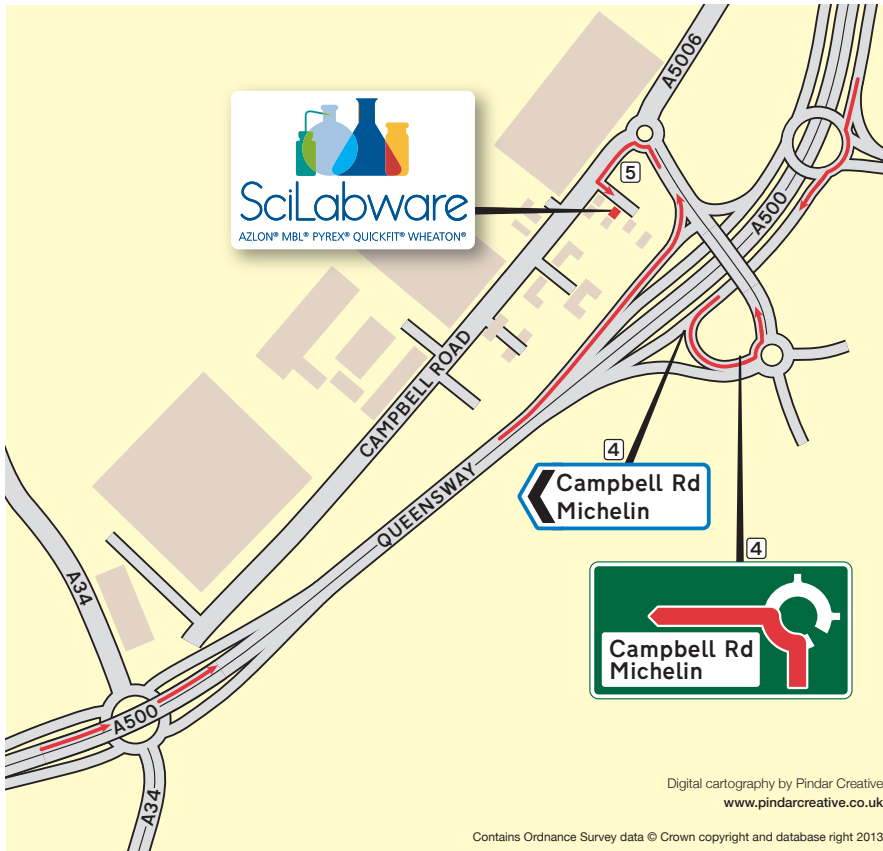 A5006
SciLabware
AZLON® MBL® PYREX® QUICKFIT® WHEATON®
5
A500
CAMPBELL ROAD
QUEENSWAY
4
Campbell Rd
Michelin
4
Campbell Rd
Michelin
A34
A500
A34
Digital cartography by Pindar Creative
www.pindarcreative.co.uk
Contains Ordnance Survey data © Crown copyright and database right 2013